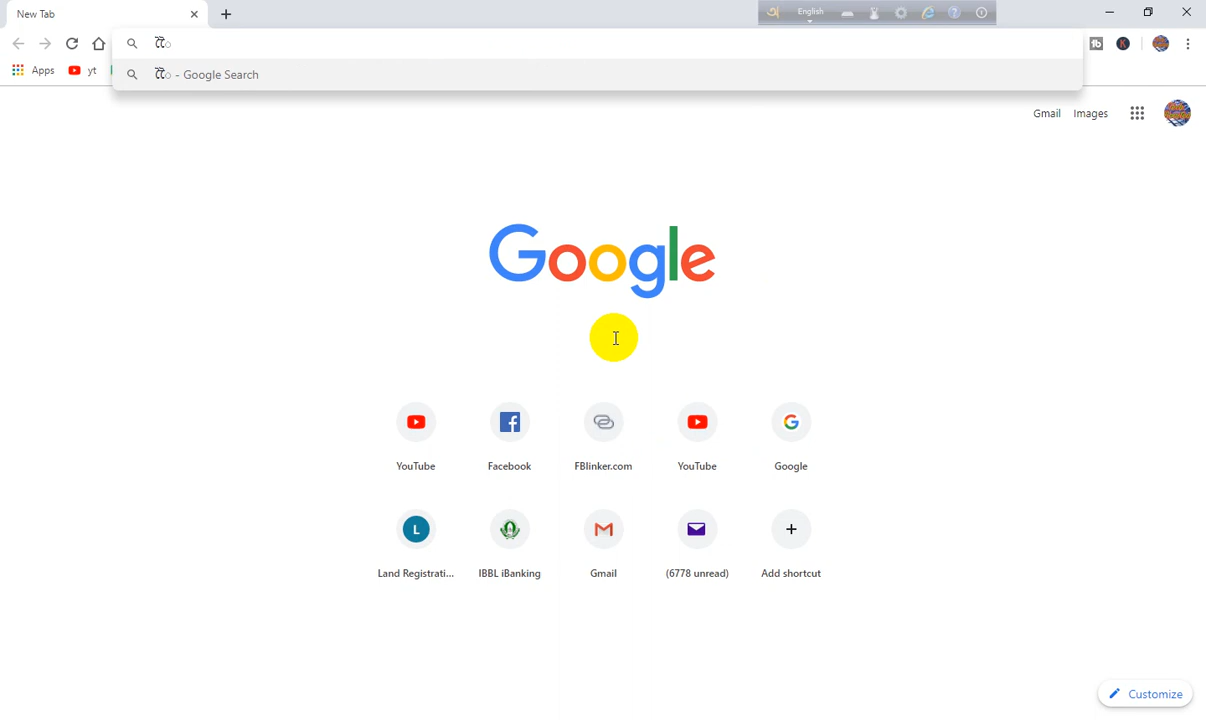 New Tab
English
Apps
yt
- Google Search
Gmail
Images
Google
YouTube
Facebook
FBlinker.com
YouTube
Google
L
Land Registrati...
IBBL iBanking
Gmail
(6778 unread)
Add shortcut
Customize